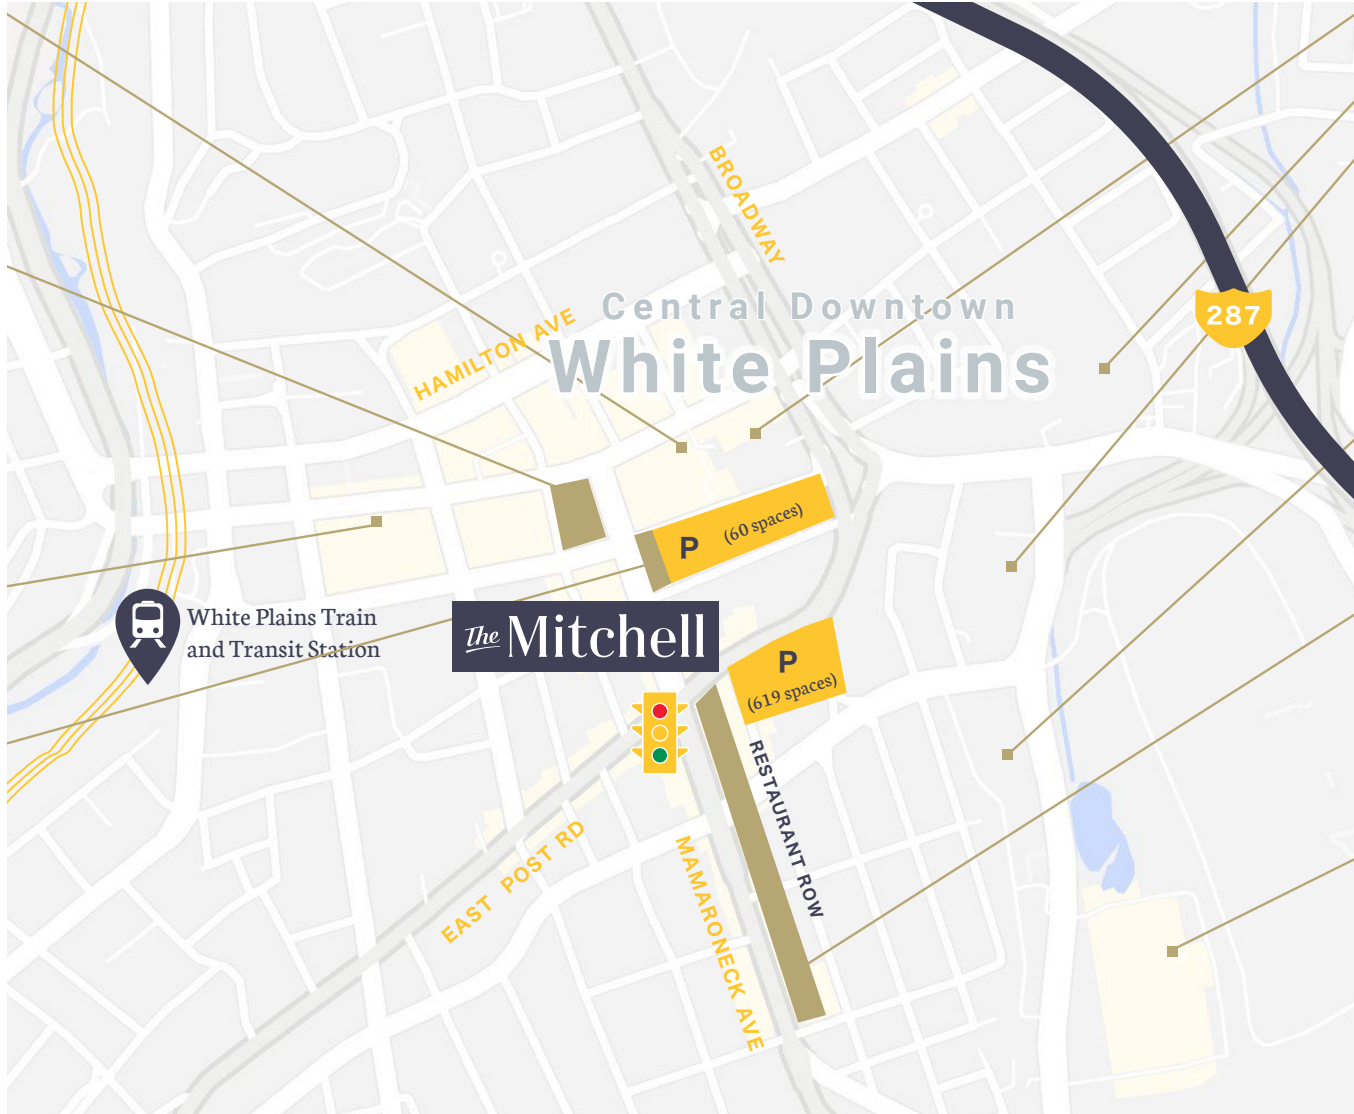 BROADWAY
Central Downtown
White Plains
HAMILTON AVE
287
P (60 spaces)
White Plains Train
and Transit Station
The Mitchell
P
(619 spaces)
RESTAURANT ROW
EAST POST RD
MAMARONECK AVE